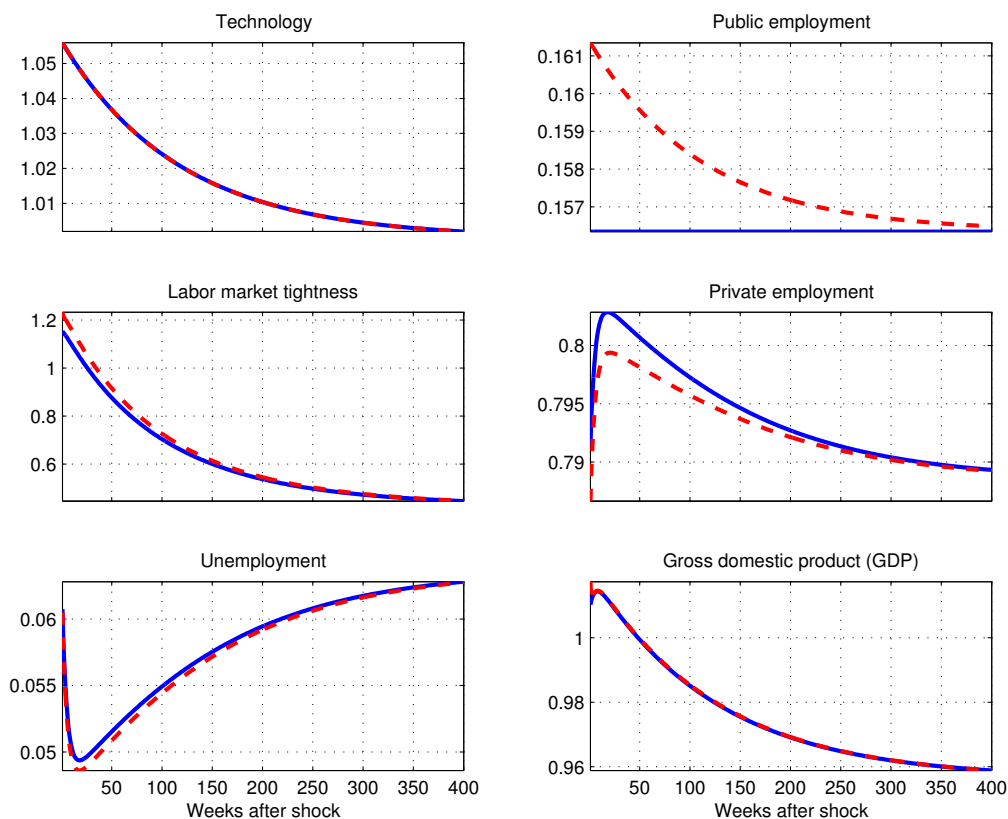 Technology
1.05
1.04
1.03
1.02
1.01
Public employment
0.161
0.16
0.159
0.158
0.157
Labor market tightness
1.2
1
0.8
0.6
Private employment
0.8
0.795
0.79
Unemployment
0.06
0.055
0.05
50 100 150 200 250 300 350 400
Weeks after shock
Gross domestic product (GDP)
1
0.98
0.96
50 100 150 200 250 300 350 400
Weeks after shock